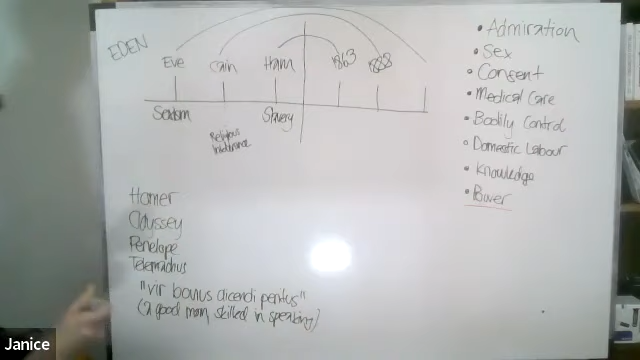 EDEN
Eve Cain Ham 1863 1888
Sexism Slavery
Religious
Intolerance
Homer
Odyssey
Penelope
Telemachus
"vir bonus dicendi peritus"
(a good man, skilled in speaking)
• Admiration
• Sex
• Consent
• Medical Care
• Bodily Control
• Domestic Labour
• Knowledge
• Power
Janice